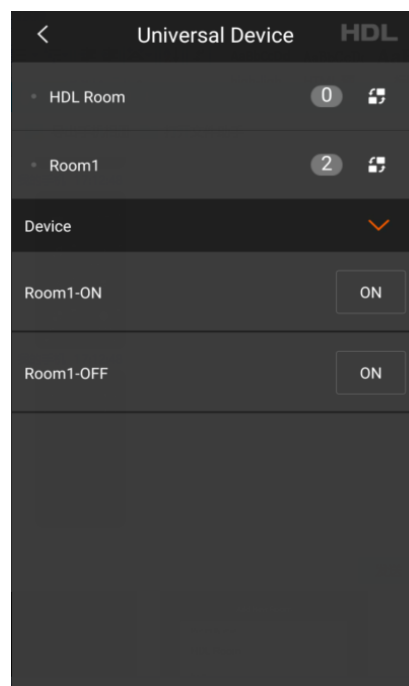 Universal Device HDL
HDL Room 0
Room1 2
Device
Room1-ON ON
Room1-OFF ON